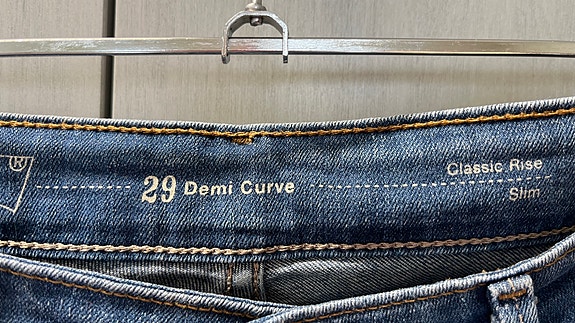 ®
29 Demi Curve
Classic Rise
Slim